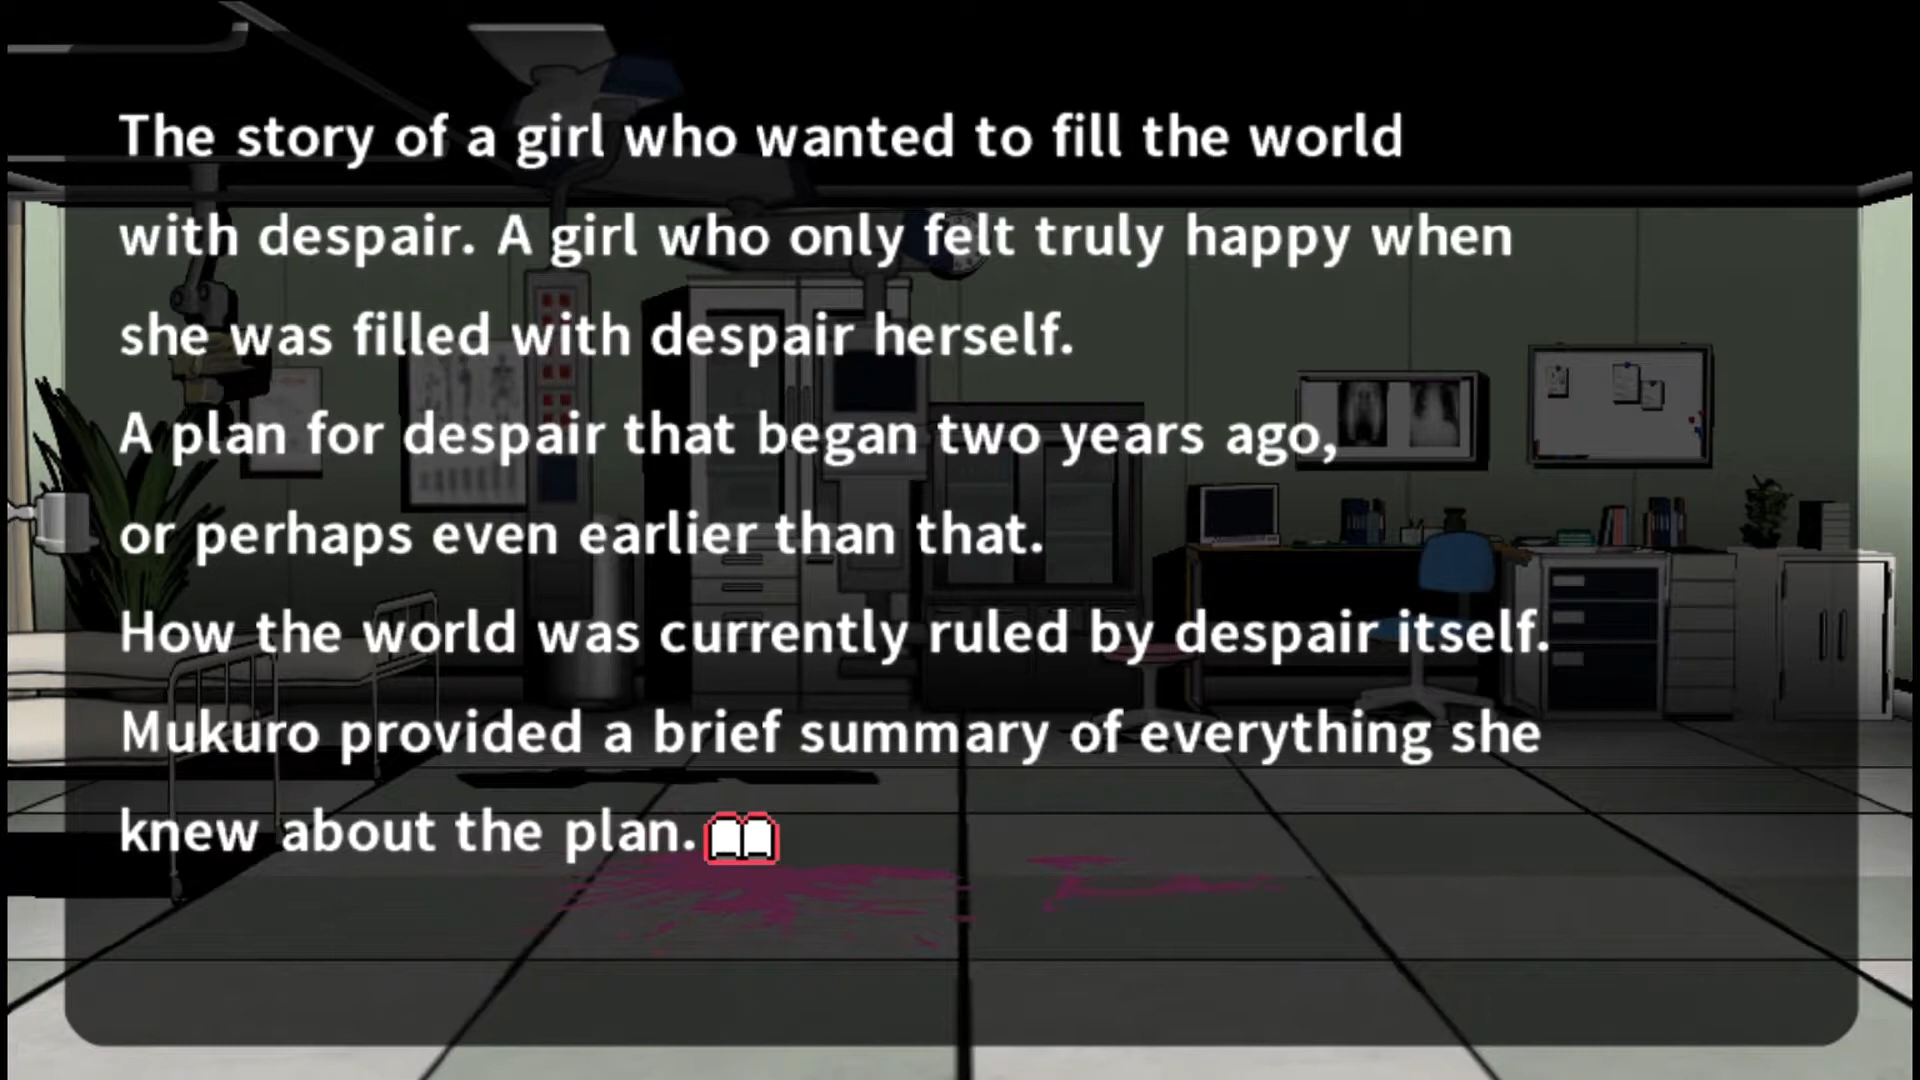 The story of a girl who wanted to fill the world
with despair. A girl who only felt truly happy when
she was filled with despair herself.
A plan for despair that began two years ago,
or perhaps even earlier than that.
How the world was currently ruled by despair itself.
Mukuro provided a brief summary of everything she
knew about the plan.